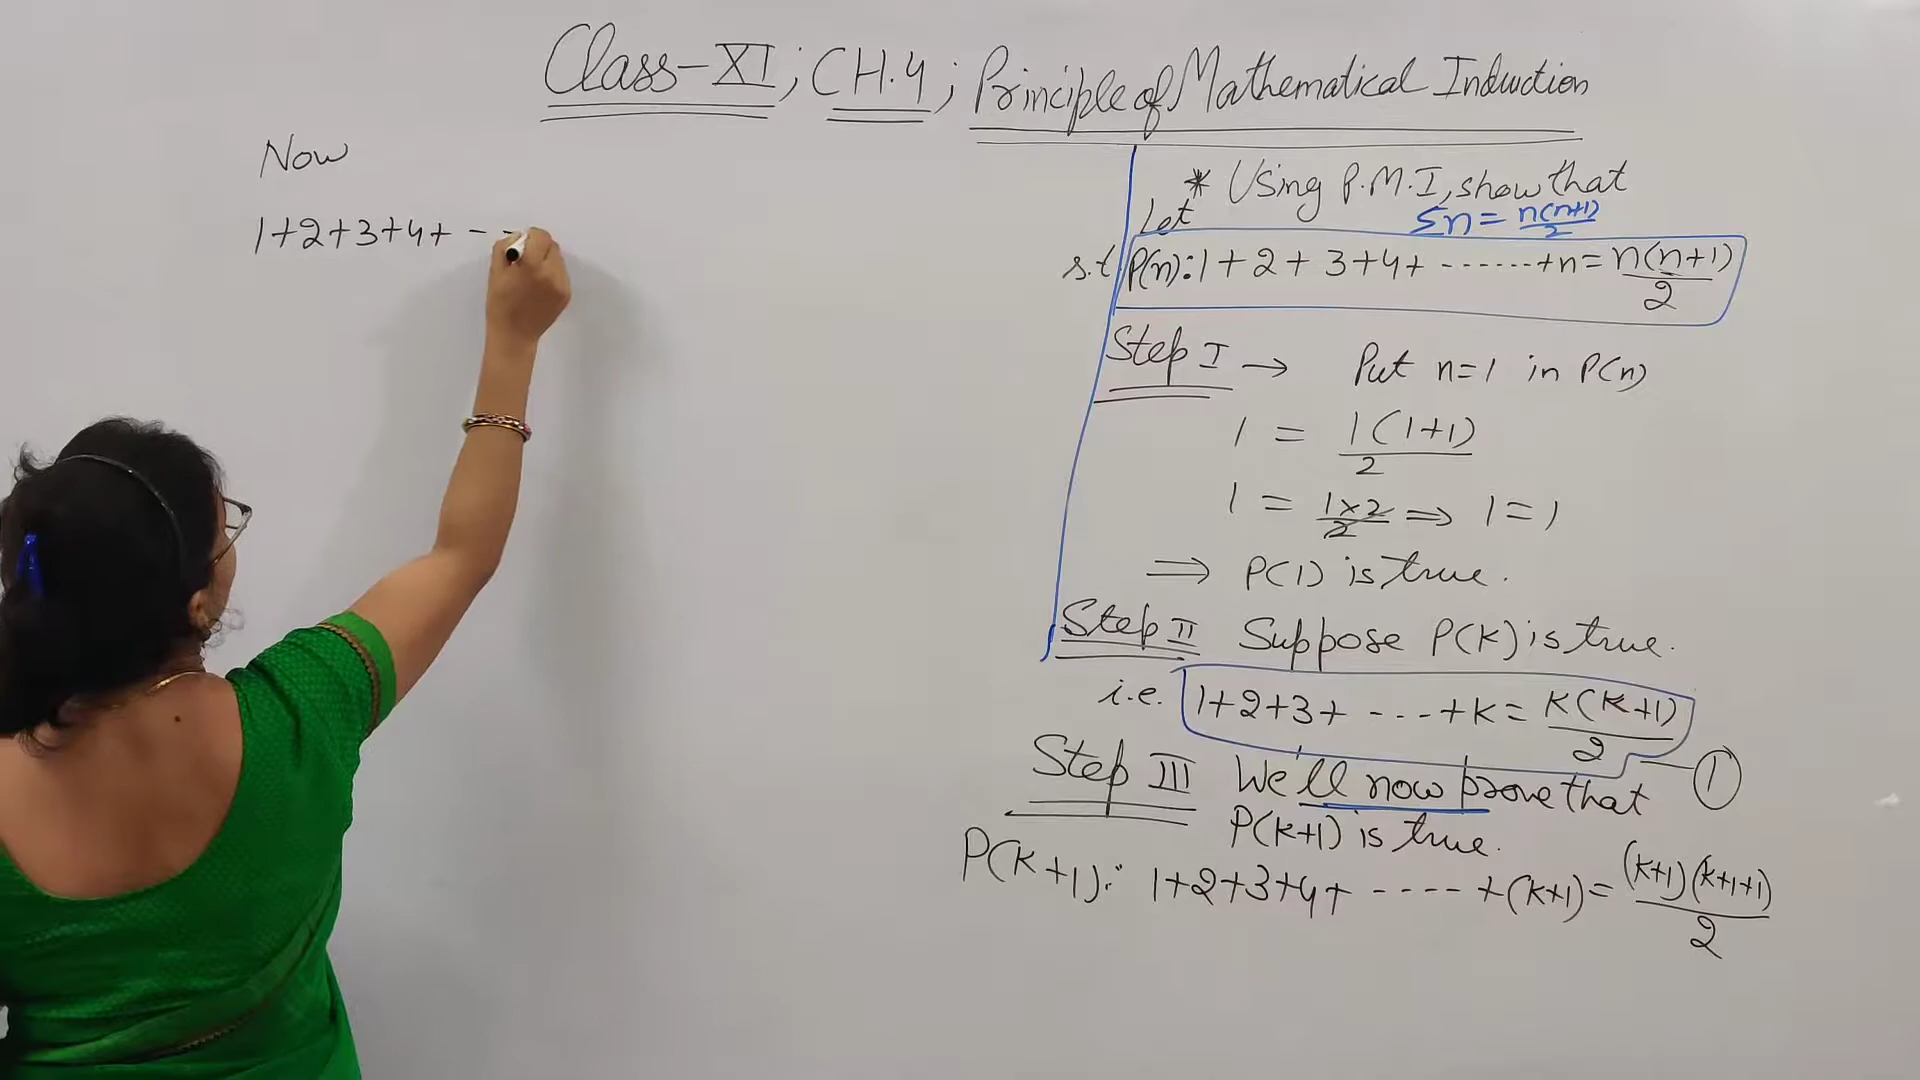 Class-XI; CH.4; Principle of Mathematical Induction
Now
1+2+3+4+ - -
* Using P.M.I, show that
Let
Σn = n(n+1)/2
s.t P(n): 1+2+3+4+ ------- +n = n(n+1)/2
Step I → Put n=1 in P(n)
1 = 1(1+1)/2
1 = 1×2/2 ⇒ 1=1
⇒ P(1) is true.
Step II Suppose P(K) is true.
i.e. 1+2+3+ ---- +K = K(K+1)/2
1
Step III We'll now prove that
P(K+1) is true.
P(K+1): 1+2+3+4+ ---- +(K+1) = (K+1)(K+1+1)/2